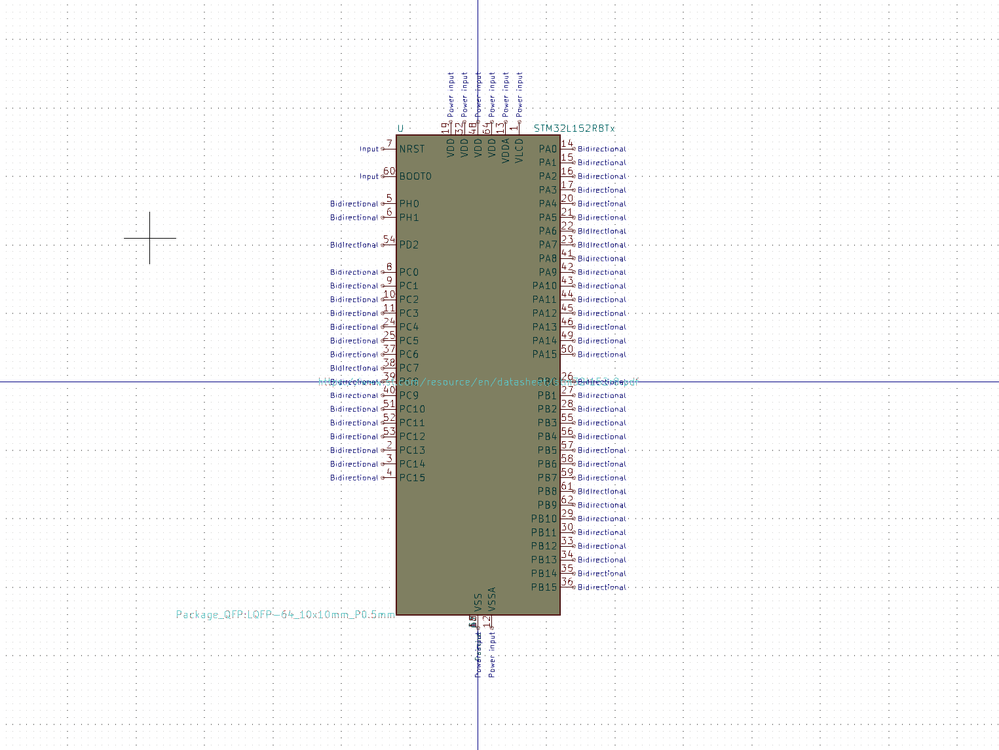 Power input Power input Power input Power input Power input Power input
U STM32L152RBTx
19 32 48 64 13 1
VDD VDD VDD VDD VDDA VLCD
Input 7 NRST PA0 14 Bidirectional
PA1 15 Bidirectional
Input 60 BOOT0 PA2 16 Bidirectional
PA3 17 Bidirectional
Bidirectional 5 PH0 PA4 20 Bidirectional
Bidirectional 6 PH1 PA5 21 Bidirectional
PA6 22 Bidirectional
Bidirectional 54 PD2 PA7 23 Bidirectional
PA8 41 Bidirectional
Bidirectional 8 PC0 PA9 42 Bidirectional
Bidirectional 9 PC1 PA10 43 Bidirectional
Bidirectional 10 PC2 PA11 44 Bidirectional
Bidirectional 11 PC3 PA12 45 Bidirectional
Bidirectional 24 PC4 PA13 46 Bidirectional
Bidirectional 25 PC5 PA14 49 Bidirectional
Bidirectional 37 PC6 PA15 50 Bidirectional
Bidirectional 38 PC7
39 26 Bidirectional
Bidirectional 40 PC9 PB1 27 Bidirectional
Bidirectional 51 PC10 PB2 28 Bidirectional
Bidirectional 52 PC11 PB3 55 Bidirectional
Bidirectional 53 PC12 PB4 56 Bidirectional
Bidirectional 2 PC13 PB5 57 Bidirectional
Bidirectional 3 PC14 PB6 58 Bidirectional
Bidirectional 4 PC15 PB7 59 Bidirectional
PB8 61 Bidirectional
PB9 62 Bidirectional
PB10 29 Bidirectional
PB11 30 Bidirectional
PB12 33 Bidirectional
PB13 34 Bidirectional
PB14 35 Bidirectional
PB15 36 Bidirectional
VSS VSSA
Package_QFP:LQFP-64_10x10mm_P0.5mm
12
Power input